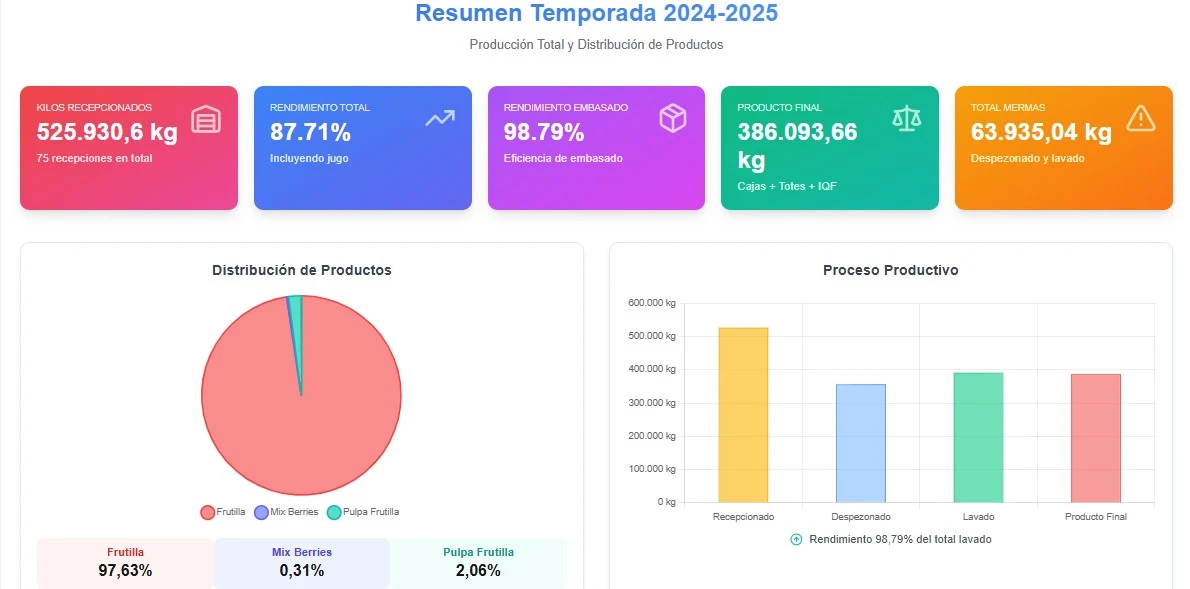 Resumen Temporada 2024-2025
Producción Total y Distribución de Productos
KILOS RECEPCIONADOS
525.930,6 kg
75 recepciones en total
RENDIMIENTO TOTAL
87.71%
Incluyendo jugo
RENDIMIENTO EMBASADO
98.79%
Eficiencia de embasado
PRODUCTO FINAL
386.093,66
kg
Cajas + Totes + IQF
TOTAL MERMAS
63.935,04 kg
Despezonado y lavado
Distribución de Productos
Frutilla
Mix Berries
Pulpa Frutilla
Frutilla
97,63%
Mix Berries
0,31%
Pulpa Frutilla
2,06%
Proceso Productivo
600.000 kg
500.000 kg
400.000 kg
300.000 kg
200.000 kg
100.000 kg
0 kg
Recepcionado
Despezonado
Lavado
Producto Final
Rendimiento 98,79% del total lavado